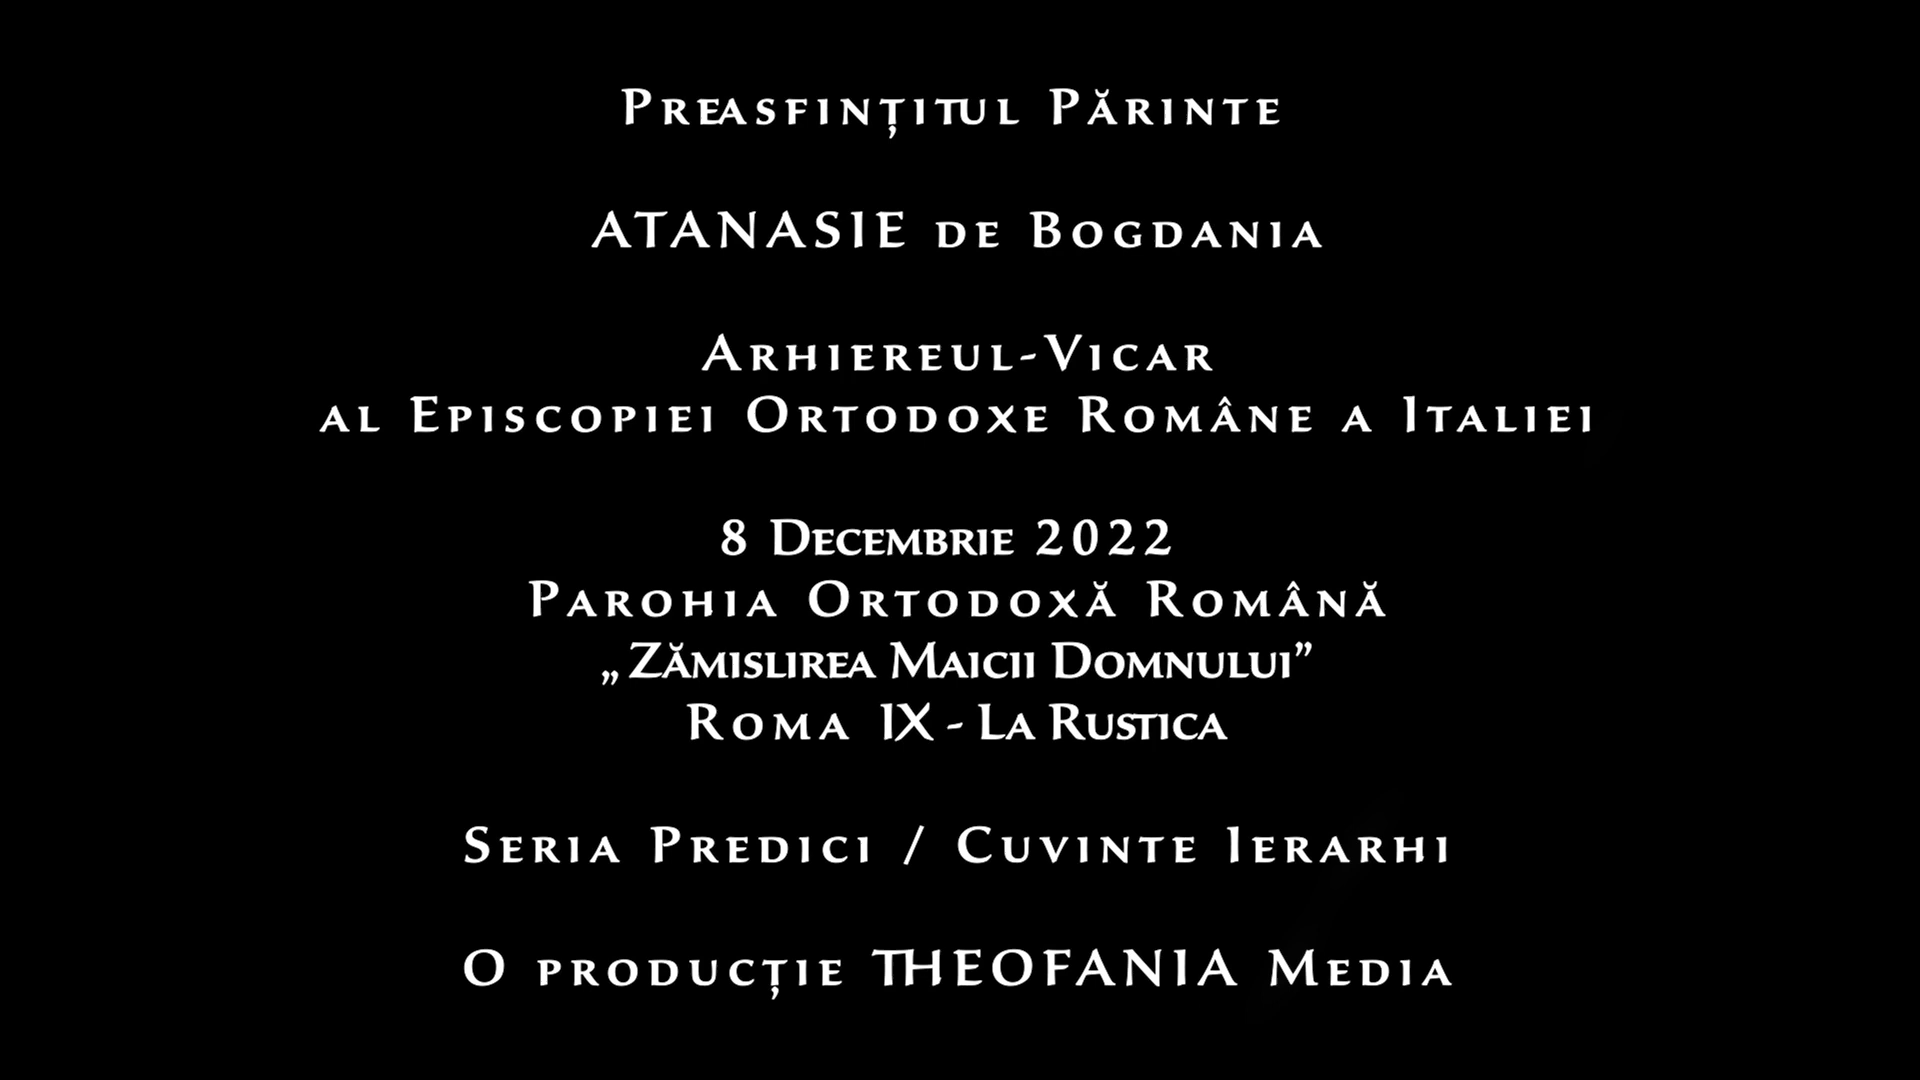 Preasfințitul Părinte
ATANASIE de Bogdania
Arhiereul-Vicar
al Episcopiei Ortodoxe Române a Italiei
8 Decembrie 2022
Parohia Ortodoxă Română
„Zămislirea Maicii Domnului”
Roma IX - La Rustica
Seria Predici / Cuvinte Ierarhi
O producție THEOFANIA Media